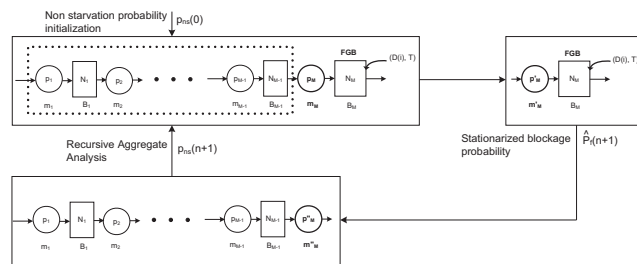 Non starvation probability
initialization
pns(0)
FGB
(D(i), T)
p1 N1 p2 • • • pM-1 NM-1 pM NM
m1 B1 m2 mM-1 BM-1 mM BM
FGB
(D(i), T)
p'M NM
m'M BM
Recursive Aggregate
Analysis
pns(n+1)
Stationarized blockage
probability
P̂f(n+1)
p1 N1 p2 • • • pM-1 NM-1 p"M
m1 B1 m2 mM-1 BM-1 m"M